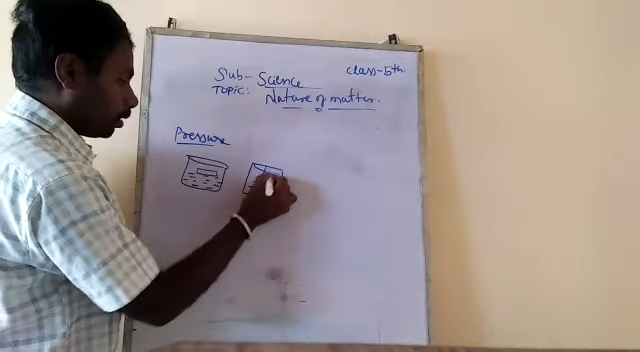 Sub- Science
Class-5th
TOPIC: Nature of matter.
Pressure